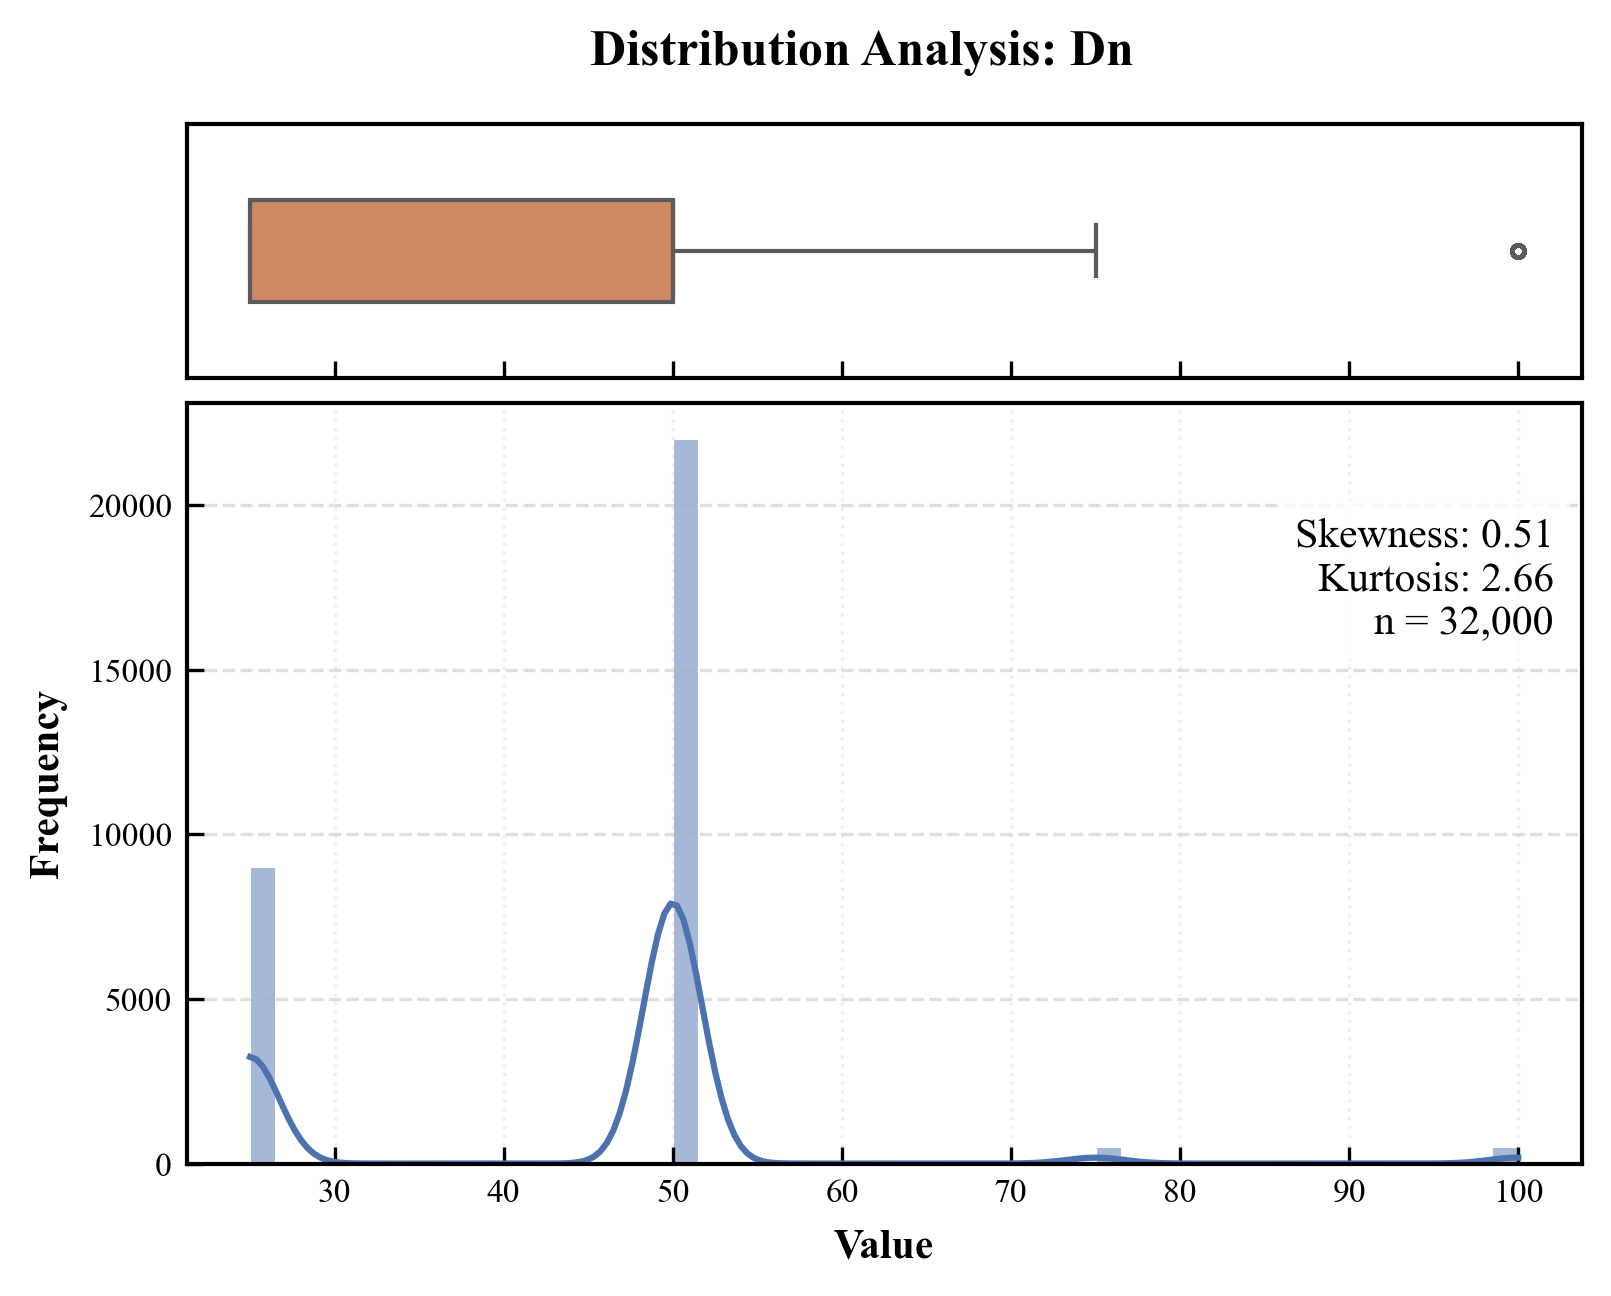 Distribution Analysis: Dn
20000
15000
10000
5000
0
Frequency
Skewness: 0.51
Kurtosis: 2.66
n = 32,000
30 40 50 60 70 80 90 100
Value